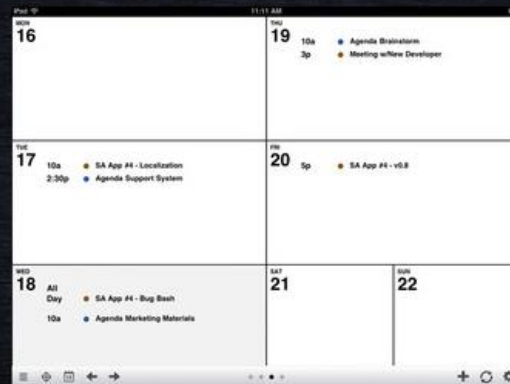 iPad
11:11 AM
MON
16
TUE
17
10a SA App #4 - Localization
2:30p Agenda Support System
WED
18
All
Day SA App #4 - Bug Bash
10a Agenda Marketing Materials
THU
19
10a Agenda Brainstorm
3p Meeting w/New Developer
FRI
20
5p SA App #4 - v0.8
SAT
21
SUN
22